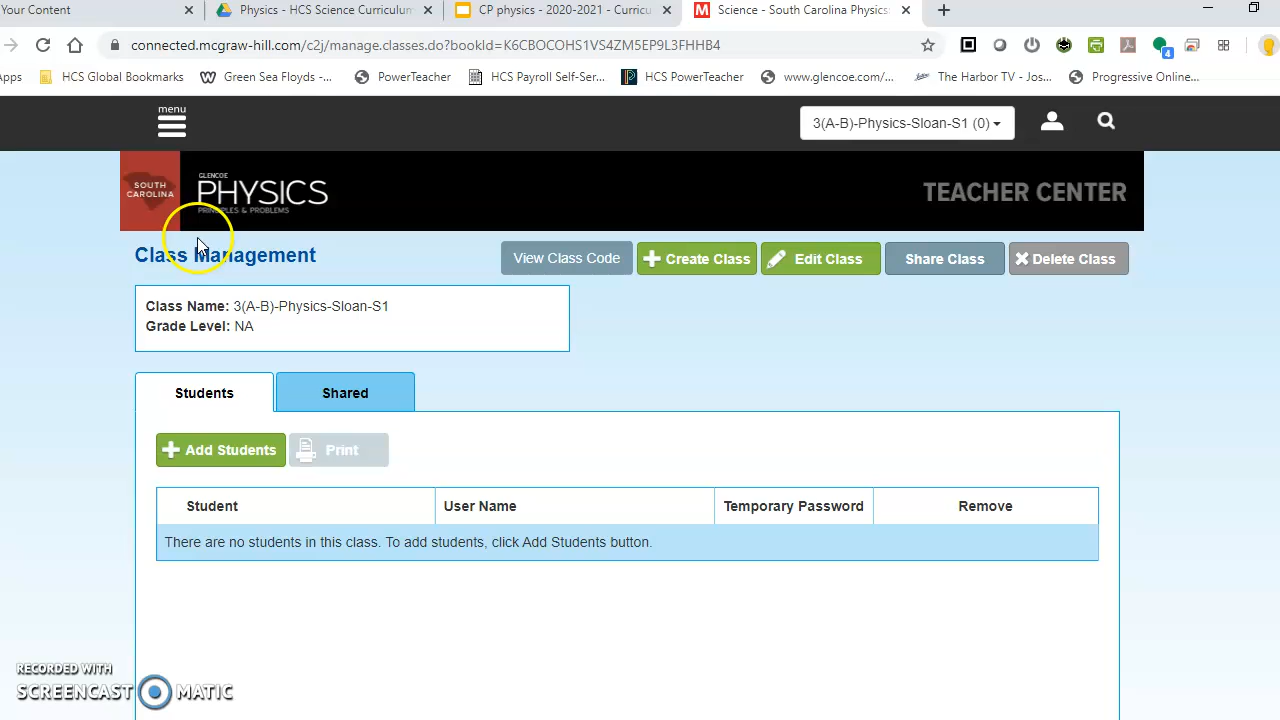 Your Content
Physics - HCS Science Curriculum
CP physics - 2020-2021 - Curricu
Science - South Carolina Physics
connected.mcgraw-hill.com/c2j/manage.classes.do?bookId=K6CBOCOHS1VS4ZM5EP9L3FHHB4
4
pps
HCS Global Bookmarks
Green Sea Floyds -...
PowerTeacher
HCS Payroll Self-Ser...
HCS PowerTeacher
www.glencoe.com/...
The Harbor TV - Jos...
Progressive Online...
menu
3(A-B)-Physics-Sloan-S1 (0)
SOUTH
CAROLINA
GLENCOE
PHYSICS
PRINCIPLES & PROBLEMS
TEACHER CENTER
Class Management
View Class Code
Create Class
Edit Class
Share Class
Delete Class
Class Name: 3(A-B)-Physics-Sloan-S1
Grade Level: NA
Students
Shared
Add Students
Print
Student
User Name
Temporary Password
Remove
There are no students in this class. To add students, click Add Students button.
RECORDED WITH
SCREENCAST MATIC